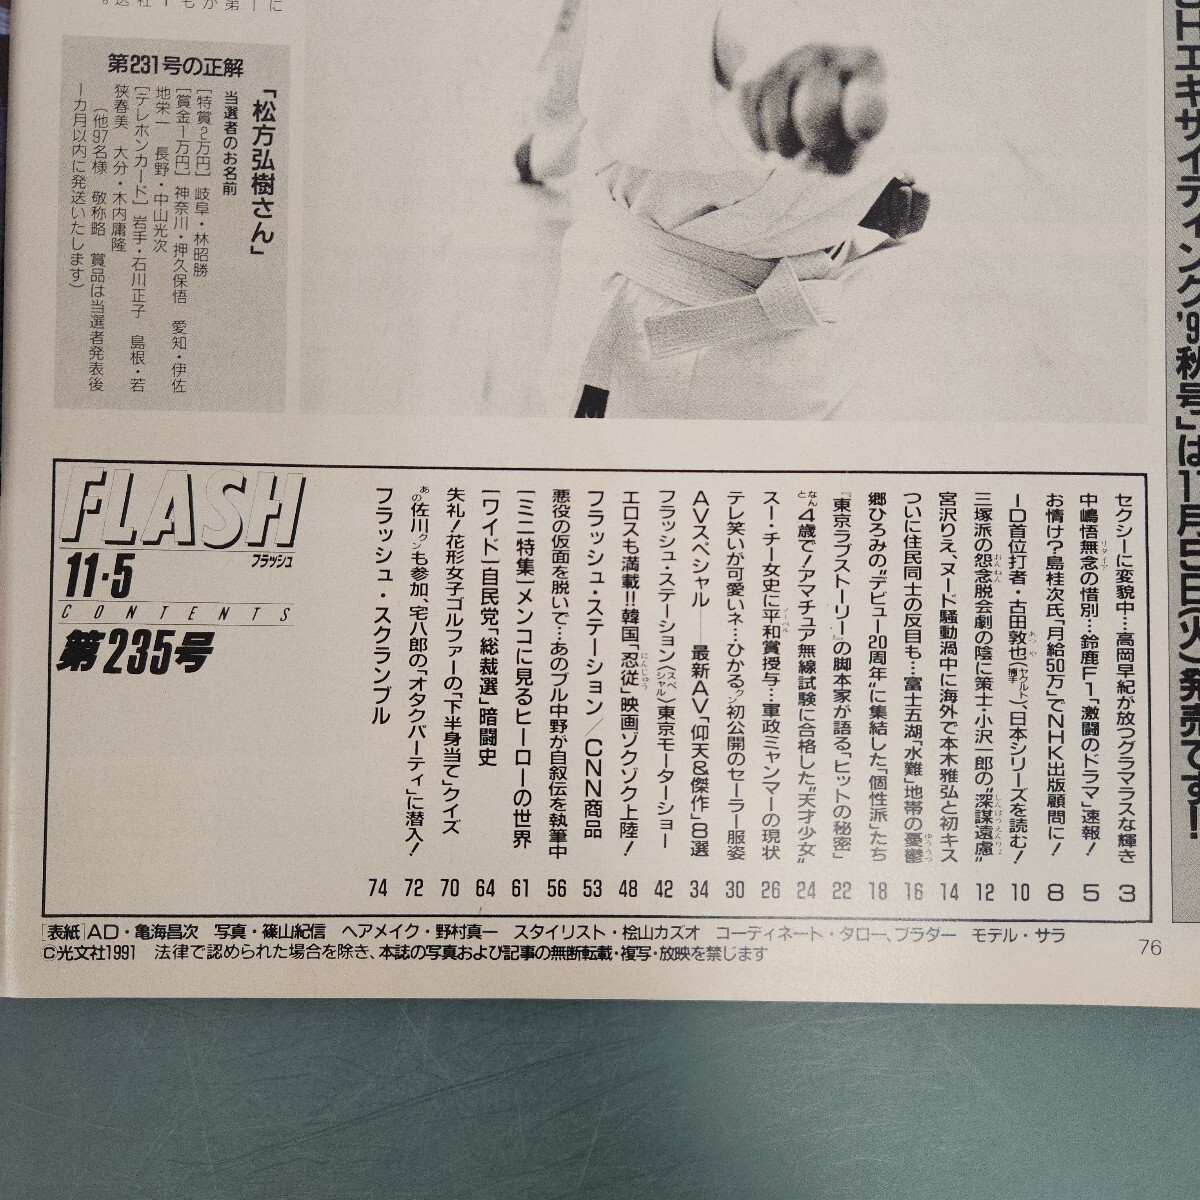 第231号の正解
「松方弘樹さん」
当選者のお名前
[特賞2万円] 岐阜・林昭勝
[賞金1万円] 神奈川・押久保悟 愛知・伊佐
地栄一 長野・中山光次
[テレホンカード] 岩手・石川正子 島根・若
狭春美 大分・木内庸隆
(他97名様 敬称略 賞品は当選者発表後
一カ月以内に発送いたします)
エキサイティング'9
秋号」は11月5日(火)発売です!
FLASH
フラッシュ
11・5
CONTENTS
第235号
セクシーに変貌中…高岡早紀が放つグラマラスな輝き 3
中嶋悟無念の惜別…鈴鹿F1「激闘のドラマ」速報! 5
お情け?島桂次氏「月給50万」でNHK出版顧問に! 8
ID首位打者・古田敦也(ヤクルト捕手)、日本シリーズを読む! 10
三塚派の怨念脱会劇の陰に策士・小沢一郎の"深謀遠慮" 12
宮沢りえ、ヌード騒動渦中に海外で本木雅弘と初キス 14
ついに住民同士の反目も…富士五湖「水難」地帯の憂鬱 16
郷ひろみの"デビュー20周年"に集結した「個性派」たち 18
『東京ラブストーリー』の脚本家が語る「ヒットの秘密」 22
なんと4歳で!アマチュア無線試験に合格した"天才少女" 24
スー・チー女史に平和賞授与…軍政ミャンマーの現状 26
テレ笑いが可愛いネ…ひかるクン初公開のセーラー服姿 30
AVスペシャル――最新AV「仰天&傑作」8選 34
フラッシュ・ステーション〈スペシャル〉東京モーターショー 42
エロスも満載!!韓国「忍従」映画ゾクゾク上陸! 48
フラッシュ・ステーション/CNN商品 53
悪役の仮面を脱いで…あのブル中野が自叙伝を執筆中 56
[ミニ特集]メンコに見るヒーローの世界 61
[ワイド]自民党「総裁選」暗闘史 64
失礼!花形女子ゴルファーの「下半身当て」クイズ 70
あの佐川クンも参加、宅八郎の「オタクパーティ」に潜入! 72
フラッシュ・スクランブル 74
[表紙]AD・亀海昌次 写真・篠山紀信 ヘアメイク・野村真一 スタイリスト・桧山カズオ コーディネート・タロー、ブラダー モデル・サラ
©光文社1991 法律で認められた場合を除き、本誌の写真および記事の無断転載・複写・放映を禁じます
76